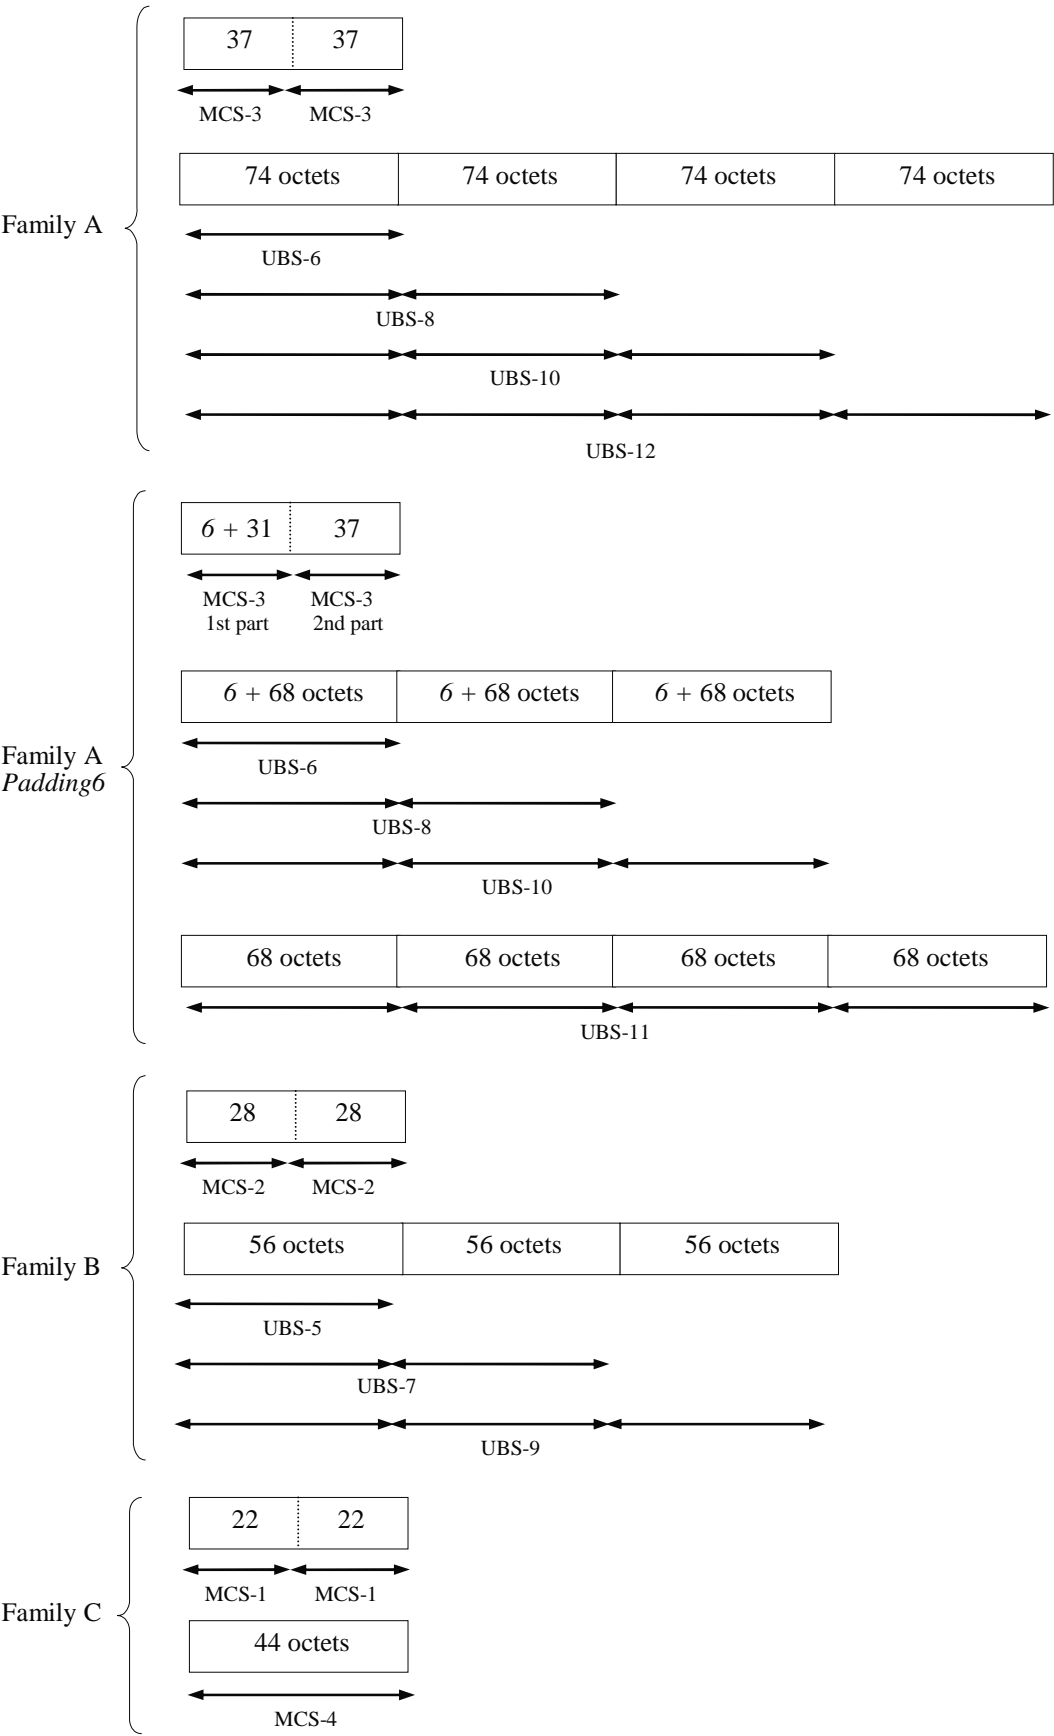 37 37
MCS-3 MCS-3
74 octets 74 octets 74 octets 74 octets
Family A
UBS-6
UBS-8
UBS-10
UBS-12
6 + 31 37
MCS-3 MCS-3
1st part 2nd part
6 + 68 octets 6 + 68 octets 6 + 68 octets
Family A
Padding6
UBS-6
UBS-8
UBS-10
68 octets 68 octets 68 octets 68 octets
UBS-11
28 28
MCS-2 MCS-2
56 octets 56 octets 56 octets
Family B
UBS-5
UBS-7
UBS-9
22 22
MCS-1 MCS-1
Family C
44 octets
MCS-4